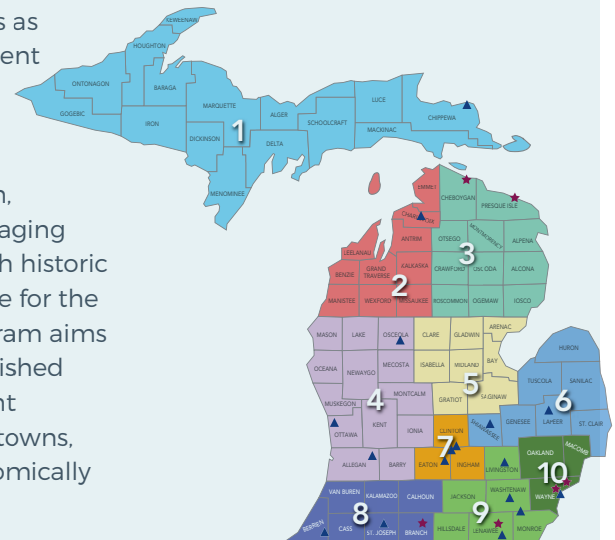 s as
ent
n,
aging
h historic
e for the
ram aims
ished
nt
towns,
omically
KEWEENAW
HOUGHTON
ONTONAGON
BARAGA
GOGEBIC
IRON
MARQUETTE
DICKINSON
MENOMINEE
1
ALGER
DELTA
SCHOOLCRAFT
LUCE
MACKINAC
CHIPPEWA
EMMET
CHARLEVOIX
ANTRIM
LEELANAU
BENZIE
GRAND
TRAVERSE
KALKASKA
MANISTEE
WEXFORD
MISSAUKEE
2
CHEBOYGAN
PRESQUE ISLE
OTSEGO
MONTMORENCY
ALPENA
3
CRAWFORD
OSCODA
ALCONA
ROSCOMMON
OGEMAW
IOSCO
MASON
LAKE
OSCEOLA
OCEANA
NEWAYGO
MECOSTA
MONTCALM
MUSKEGON
4
KENT
OTTAWA
IONIA
ALLEGAN
BARRY
CLARE
GLADWIN
ARENAC
ISABELLA
MIDLAND
BAY
5
GRATIOT
SAGINAW
HURON
TUSCOLA
SANILAC
6
GENESEE
LAPEER
ST. CLAIR
SHIAWASSEE
CLINTON
7
EATON
INGHAM
LIVINGSTON
OAKLAND
MACOMB
10
WAYNE
VAN BUREN
KALAMAZOO
CALHOUN
8
BERRIEN
CASS
ST. JOSEPH
BRANCH
JACKSON
WASHTENAW
9
HILLSDALE
LENAWEE
MONROE